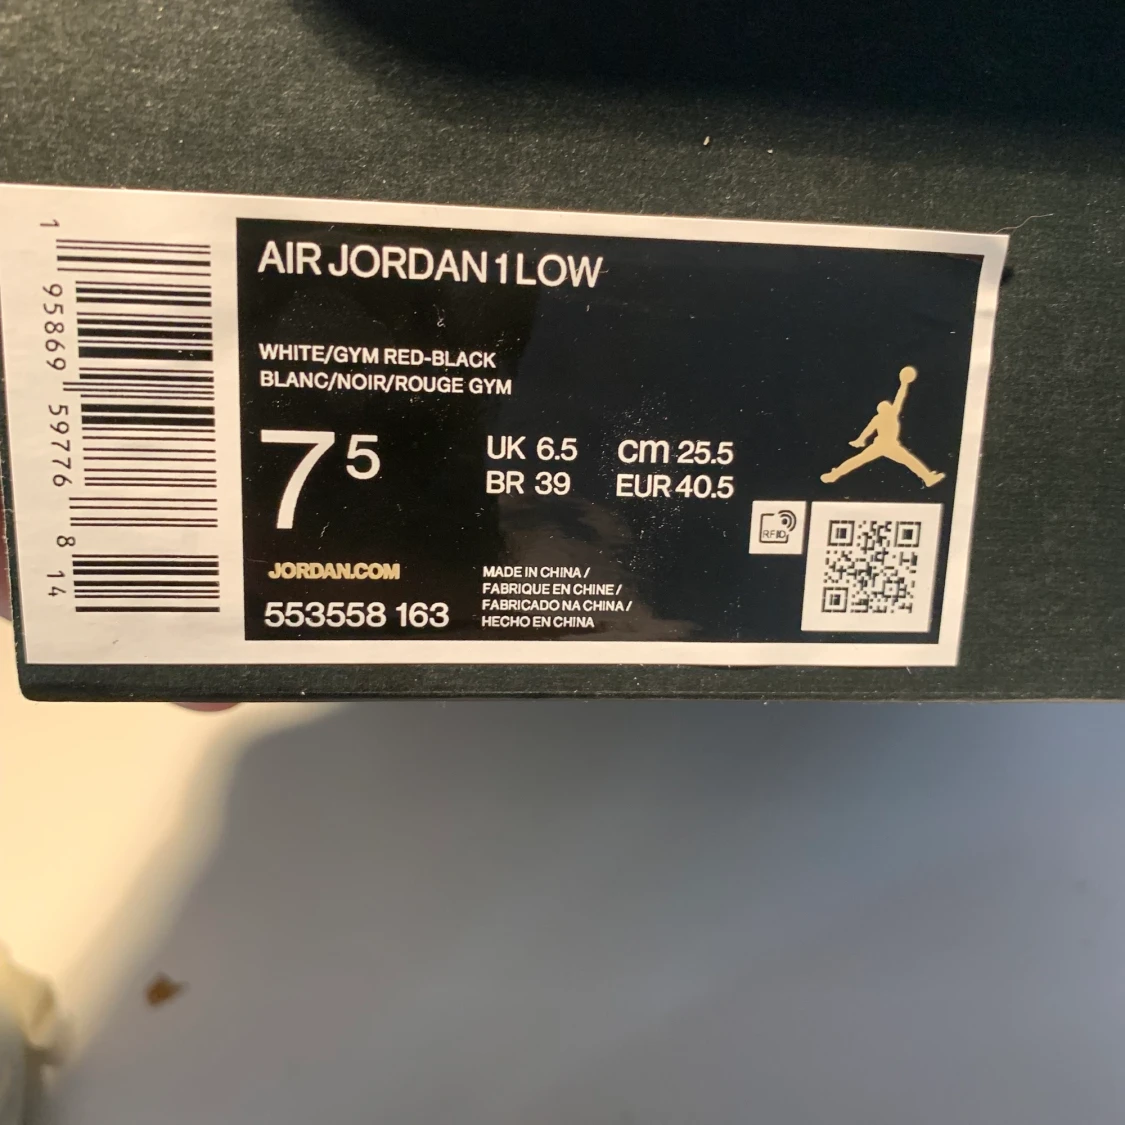 1 95869 59776 8 14
AIR JORDAN 1 LOW
WHITE/GYM RED-BLACK
BLANC/NOIR/ROUGE GYM
7 5
UK 6.5 cm 25.5
BR 39 EUR 40.5
RFID
JORDAN.COM
553558 163
MADE IN CHINA /
FABRIQUE EN CHINE /
FABRICADO NA CHINA /
HECHO EN CHINA